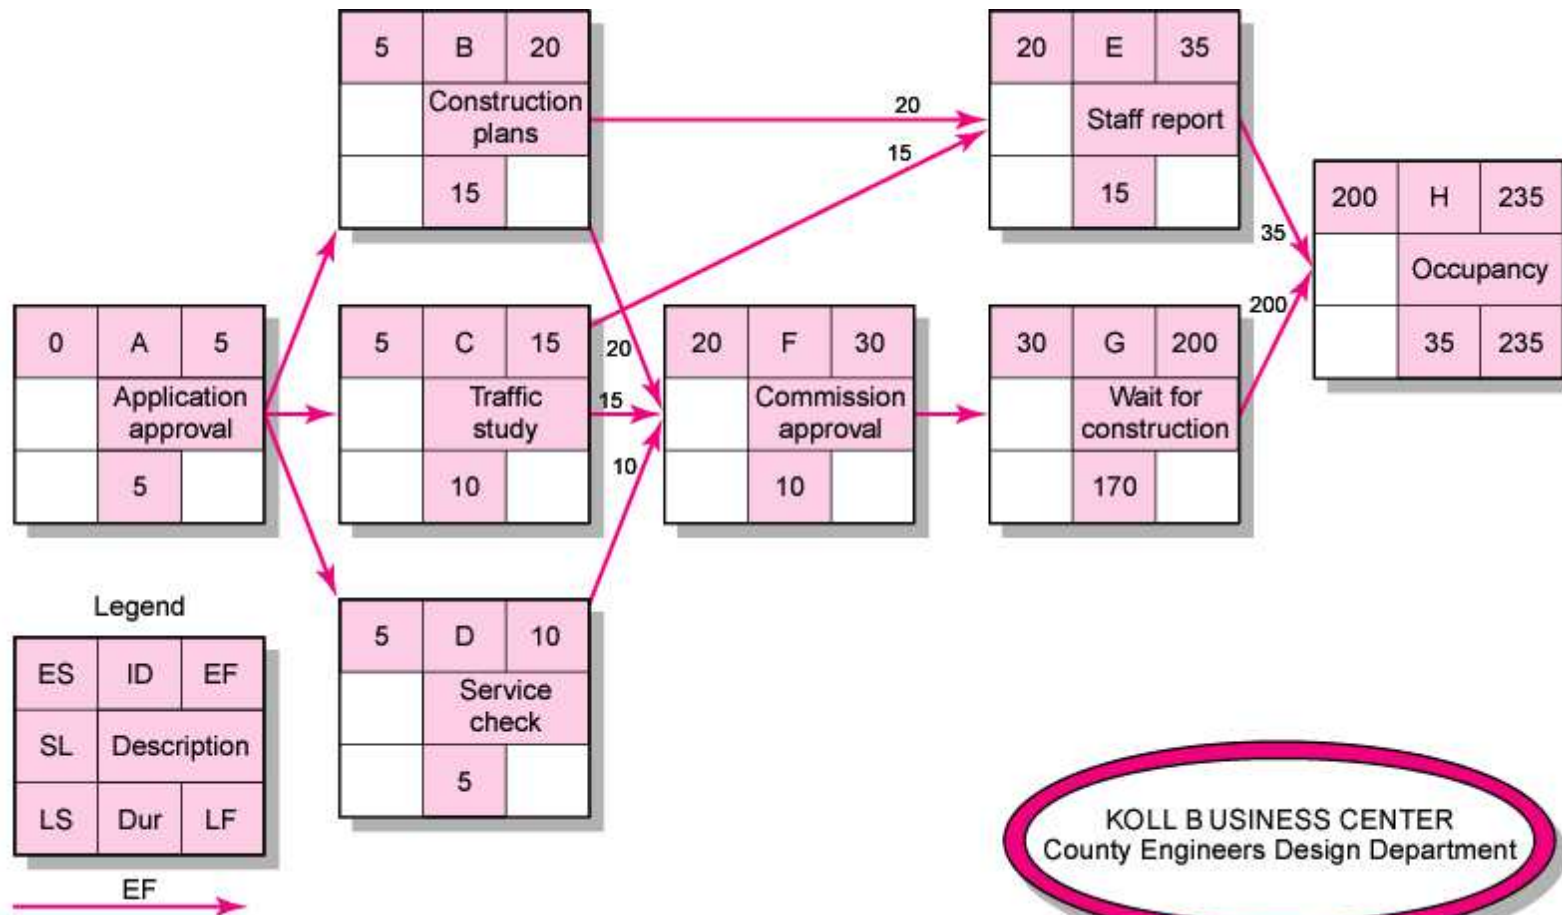 5 B 20
Construction
plans
15
20 E 35
Staff report
15
20
15
200 H 235
Occupancy
35 235
35
200
0 A 5
Application
approval
5
5 C 15
Traffic
study
10
20
15
10
20 F 30
Commission
approval
10
30 G 200
Wait for
construction
170
5 D 10
Service
check
5
Legend
ES ID EF
SL Description
LS Dur LF
EF
KOLL BUSINESS CENTER
County Engineers Design Department